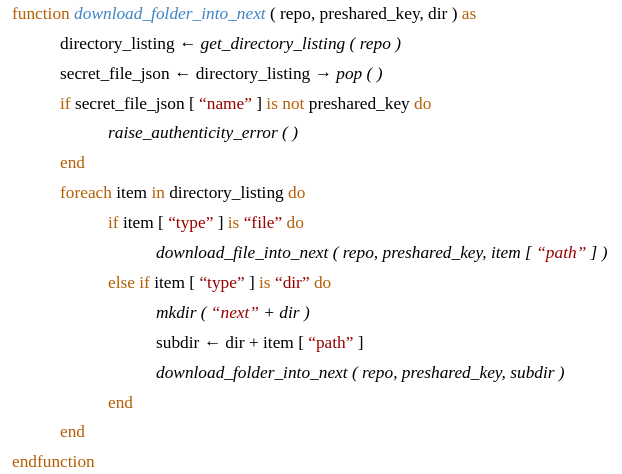 function download_folder_into_next ( repo, preshared_key, dir ) as
directory_listing ← get_directory_listing ( repo )
secret_file_json ← directory_listing → pop ( )
if secret_file_json [ “name” ] is not preshared_key do
raise_authenticity_error ( )
end
foreach item in directory_listing do
if item [ “type” ] is “file” do
download_file_into_next ( repo, preshared_key, item [ “path” ] )
else if item [ “type” ] is “dir” do
mkdir ( “next” + dir )
subdir ← dir + item [ “path” ]
download_folder_into_next ( repo, preshared_key, subdir )
end
end
endfunction